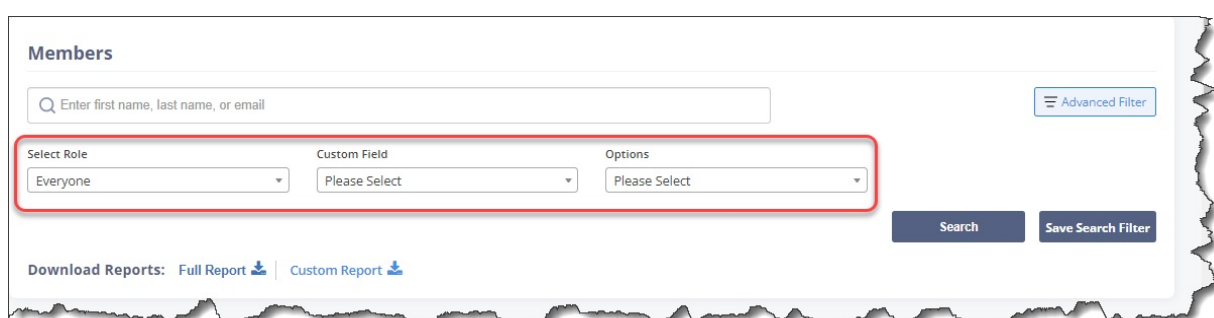 Members
Enter first name, last name, or email
Advanced Filter
Select Role Custom Field Options
Everyone Please Select Please Select
Search Save Search Filter
Download Reports: Full Report Custom Report